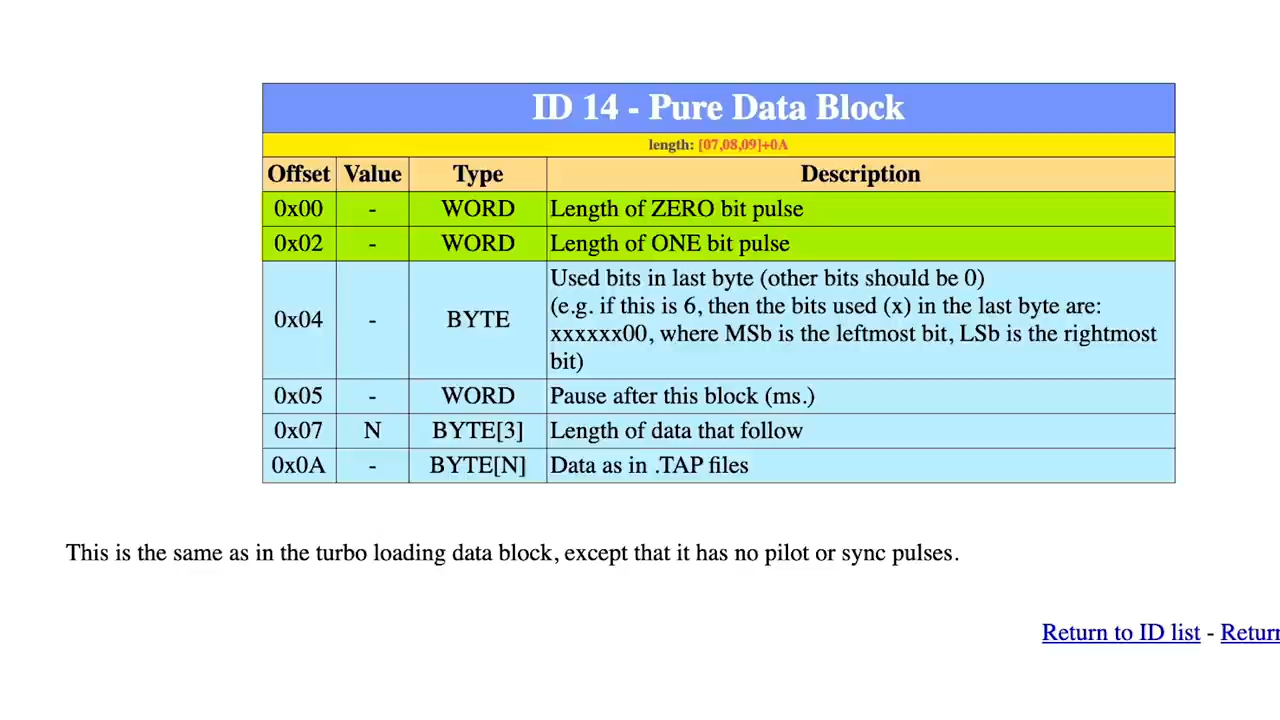 ID 14 - Pure Data Block
length: [07,08,09]+0A
Offset Value Type Description
0x00 - WORD Length of ZERO bit pulse
0x02 - WORD Length of ONE bit pulse
0x04 - BYTE Used bits in last byte (other bits should be 0)
(e.g. if this is 6, then the bits used (x) in the last byte are:
xxxxxx00, where MSb is the leftmost bit, LSb is the rightmost
bit)
0x05 - WORD Pause after this block (ms.)
0x07 N BYTE[3] Length of data that follow
0x0A - BYTE[N] Data as in .TAP files
This is the same as in the turbo loading data block, except that it has no pilot or sync pulses.
Return to ID list - Return